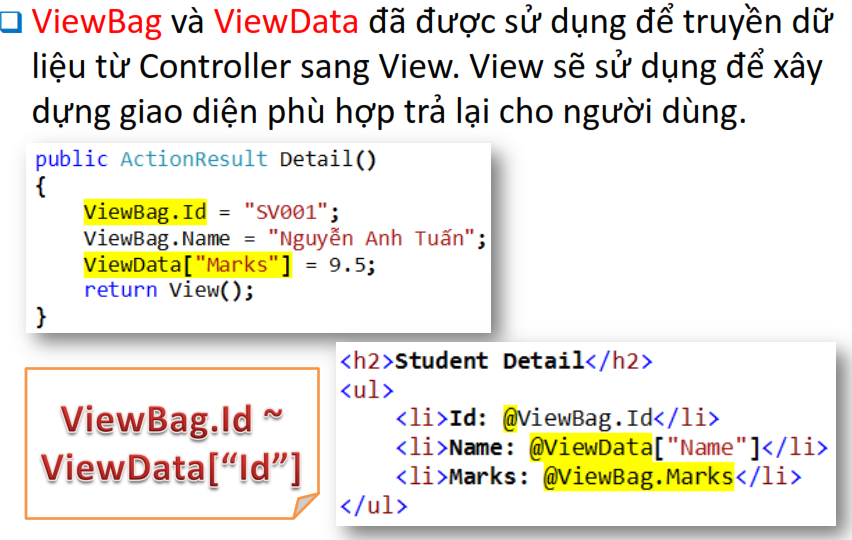 ❑ ViewBag và ViewData đã được sử dụng để truyền dữ
liệu từ Controller sang View. View sẽ sử dụng để xây
dựng giao diện phù hợp trả lại cho người dùng.
public ActionResult Detail()
{
    ViewBag.Id = "SV001";
    ViewBag.Name = "Nguyễn Anh Tuấn";
    ViewData["Marks"] = 9.5;
    return View();
}
ViewBag.Id ~
ViewData[“Id”]
<h2>Student Detail</h2>
<ul>
    <li>Id: @ViewBag.Id</li>
    <li>Name: @ViewData["Name"]</li>
    <li>Marks: @ViewBag.Marks</li>
</ul>